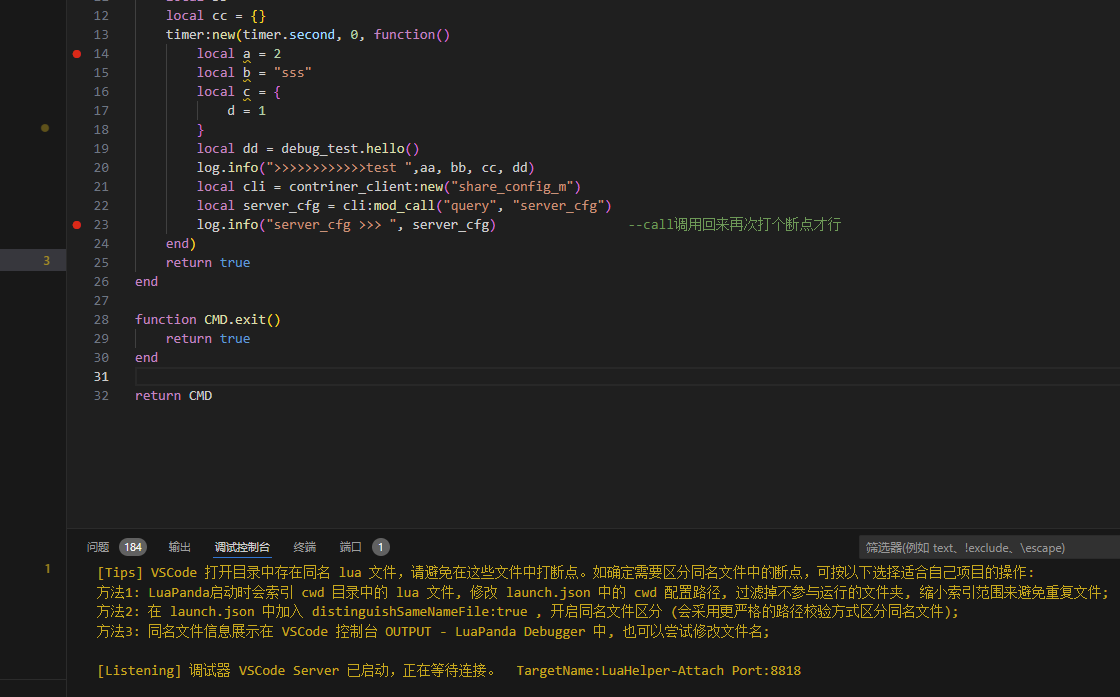 12 local cc = {}
13 timer:new(timer.second, 0, function()
14 local a = 2
15 local b = "sss"
16 local c = {
17 d = 1
18 }
19 local dd = debug_test.hello()
20 log.info(">>>>>>>>>>>>test ",aa, bb, cc, dd)
21 local cli = contriner_client:new("share_config_m")
22 local server_cfg = cli:mod_call("query", "server_cfg")
23 log.info("server_cfg >>> ", server_cfg) --call调用回来再次打个断点才行
3 24 end)
25 return true
26 end
27
28 function CMD.exit()
29 return true
30 end
31
32 return CMD
问题 184 输出 调试控制台 终端 端口 1 筛选器(例如 text、!exclude、\escape)
1 [Tips] VSCode 打开目录中存在同名 lua 文件，请避免在这些文件中打断点。如确定需要区分同名文件中的断点，可按以下选择适合自己项目的操作:
方法1: LuaPanda启动时会索引 cwd 目录中的 lua 文件, 修改 launch.json 中的 cwd 配置路径, 过滤掉不参与运行的文件夹, 缩小索引范围来避免重复文件;
方法2: 在 launch.json 中加入 distinguishSameNameFile:true , 开启同名文件区分 (会采用更严格的路径校验方式区分同名文件);
方法3: 同名文件信息展示在 VSCode 控制台 OUTPUT - LuaPanda Debugger 中, 也可以尝试修改文件名;
[Listening] 调试器 VSCode Server 已启动，正在等待连接。 TargetName:LuaHelper-Attach Port:8818